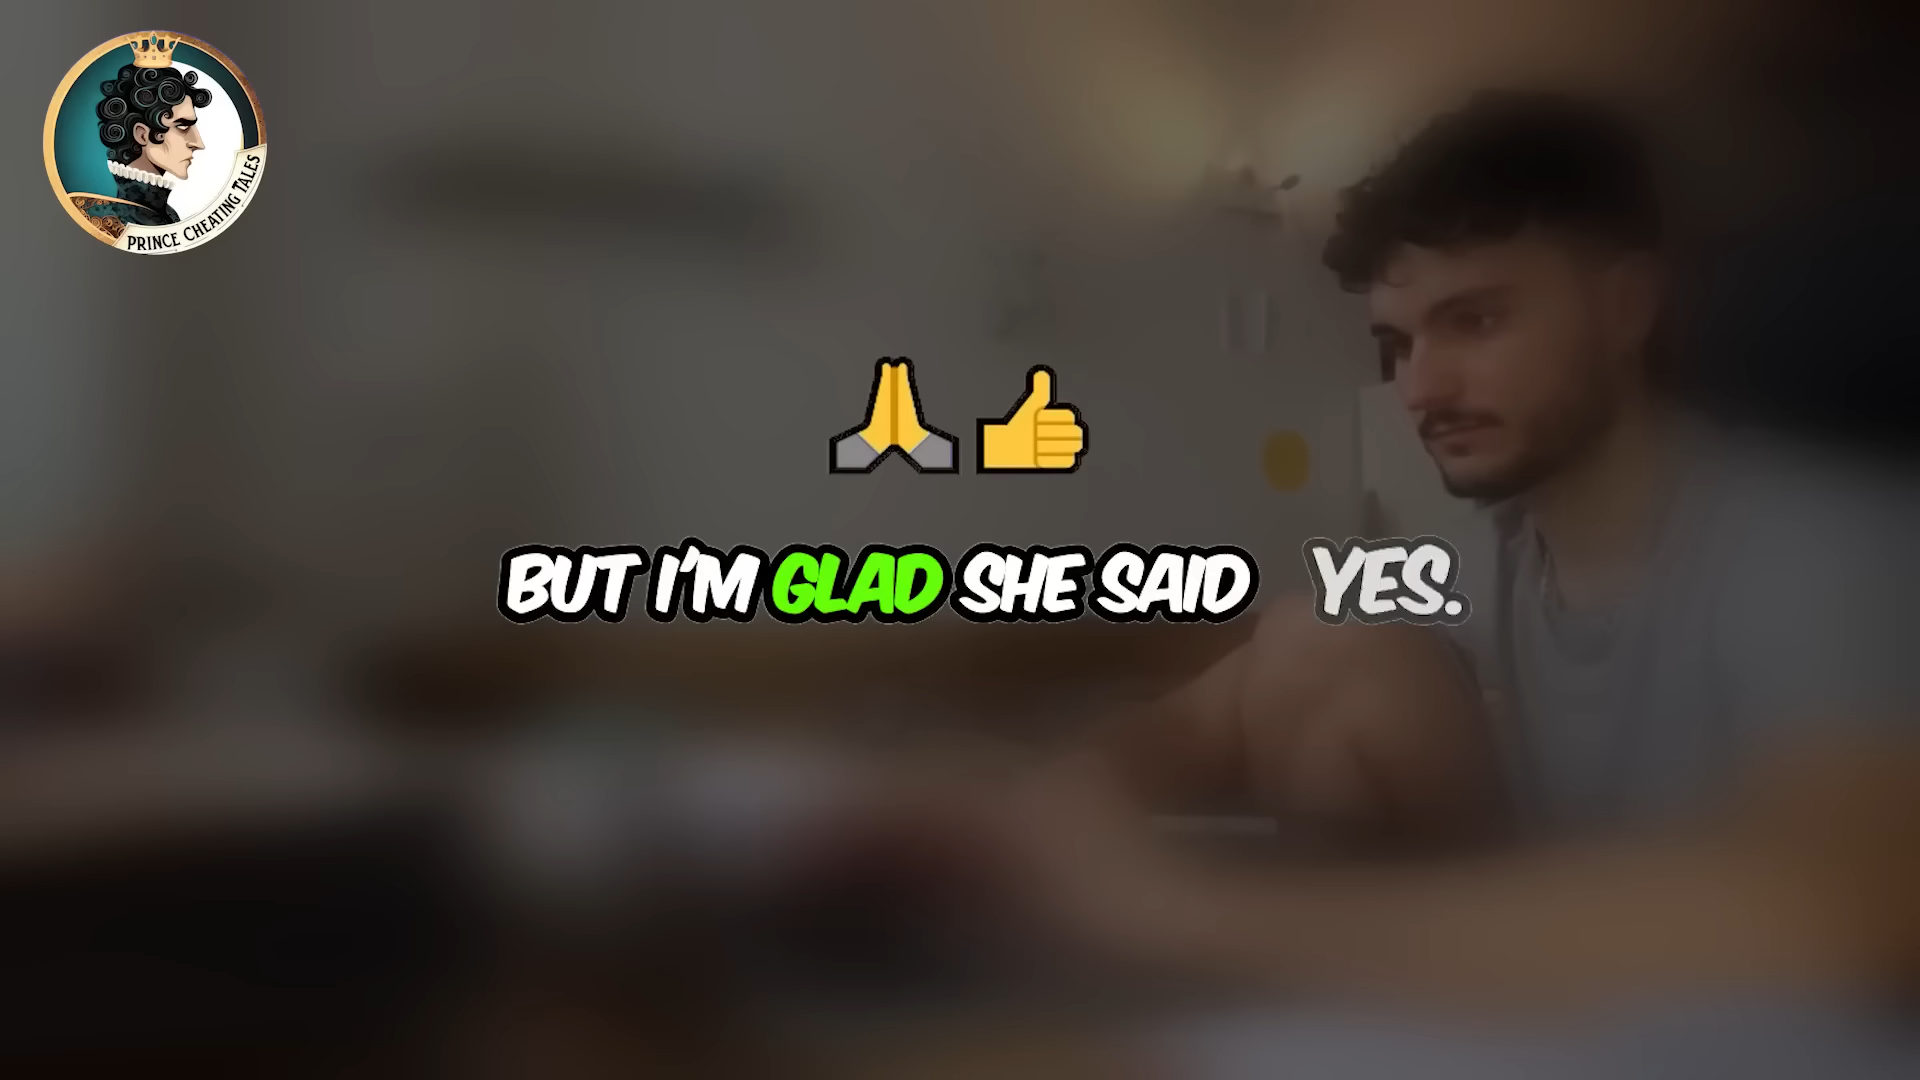 PRINCE CHEATING TALES
🙏👍
BUT I'M GLAD SHE SAID YES.